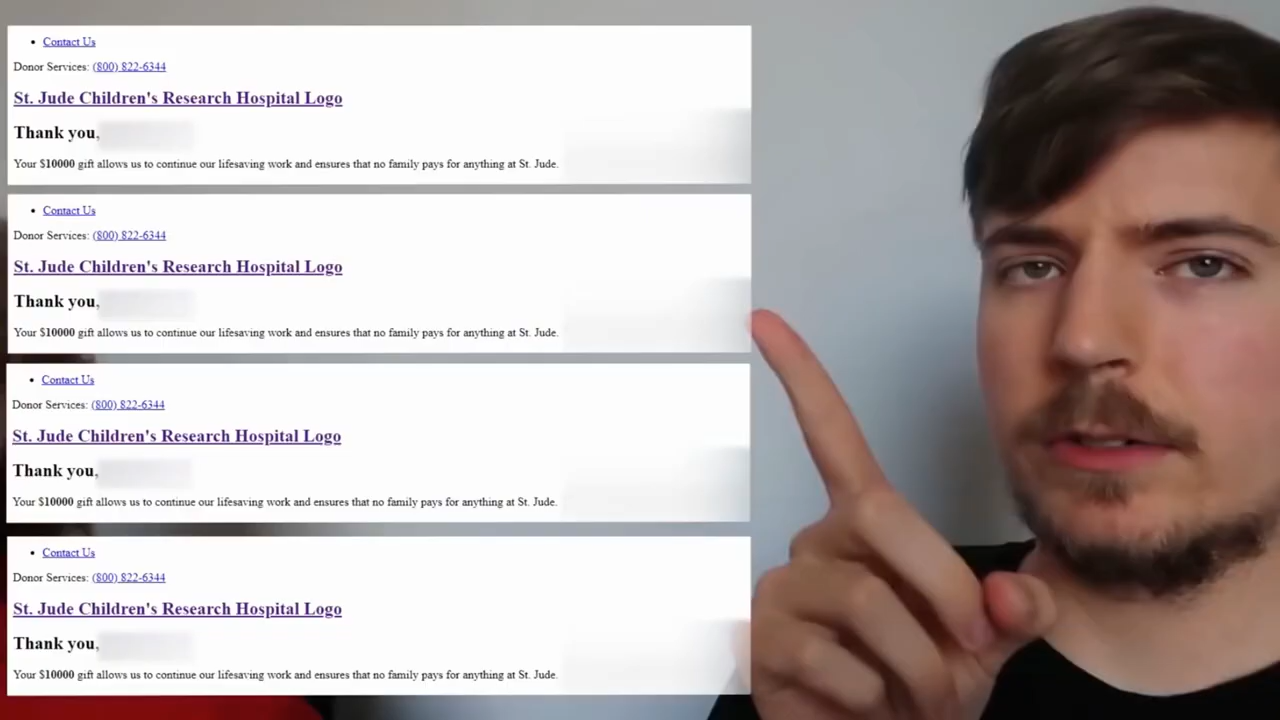 • Contact Us
Donor Services: (800) 822-6344
St. Jude Children's Research Hospital Logo
Thank you,
Your $10000 gift allows us to continue our lifesaving work and ensures that no family pays for anything at St. Jude.
• Contact Us
Donor Services: (800) 822-6344
St. Jude Children's Research Hospital Logo
Thank you,
Your $10000 gift allows us to continue our lifesaving work and ensures that no family pays for anything at St. Jude.
• Contact Us
Donor Services: (800) 822-6344
St. Jude Children's Research Hospital Logo
Thank you,
Your $10000 gift allows us to continue our lifesaving work and ensures that no family pays for anything at St. Jude.
• Contact Us
Donor Services: (800) 822-6344
St. Jude Children's Research Hospital Logo
Thank you,
Your $10000 gift allows us to continue our lifesaving work and ensures that no family pays for anything at St. Jude.